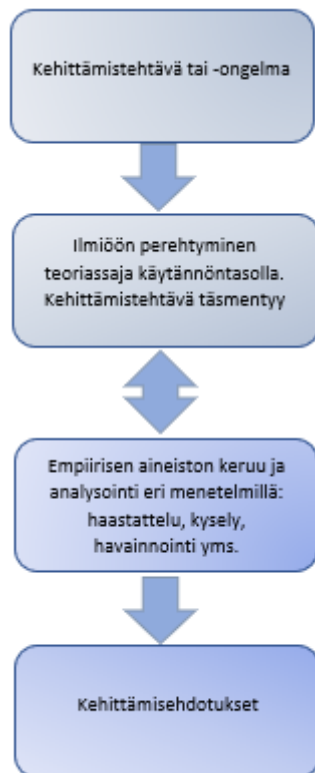 Kehittämistehtävä tai -ongelma
Ilmiöön perehtyminen
teoriassaja käytännöntasolla.
Kehittämistehtävä täsmentyy
Empiirisen aineiston keruu ja
analysointi eri menetelmillä:
haastattelu, kysely,
havainnointi yms.
Kehittämisehdotukset